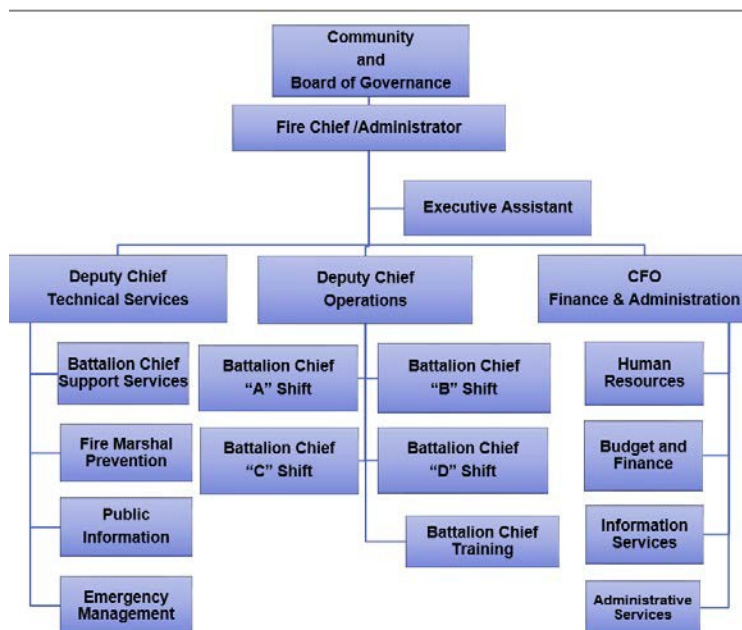 Community
and
Board of Governance
Fire Chief /Administrator
Executive Assistant
Deputy Chief
Technical Services
Deputy Chief
Operations
CFO
Finance & Administration
Battalion Chief
Support Services
Fire Marshal
Prevention
Public
Information
Emergency
Management
Battalion Chief
“A” Shift
Battalion Chief
“B” Shift
Battalion Chief
“C” Shift
Battalion Chief
“D” Shift
Battalion Chief
Training
Human
Resources
Budget and
Finance
Information
Services
Administrative
Services